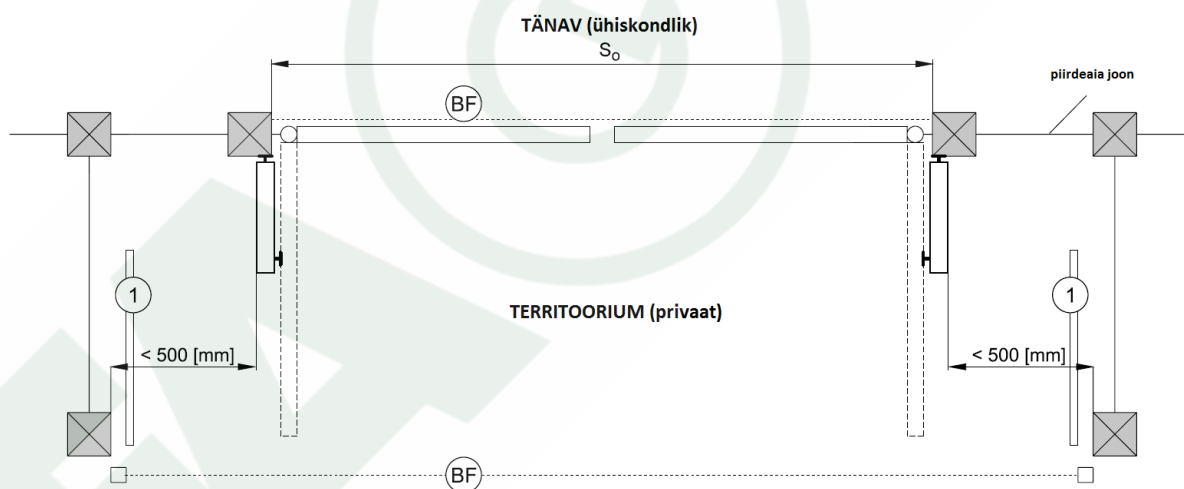 TÄNAV (ühiskondlik)
So
piirdeaia joon
BF
1
1
TERRITOORIUM (privaat)
< 500 [mm]
< 500 [mm]
BF